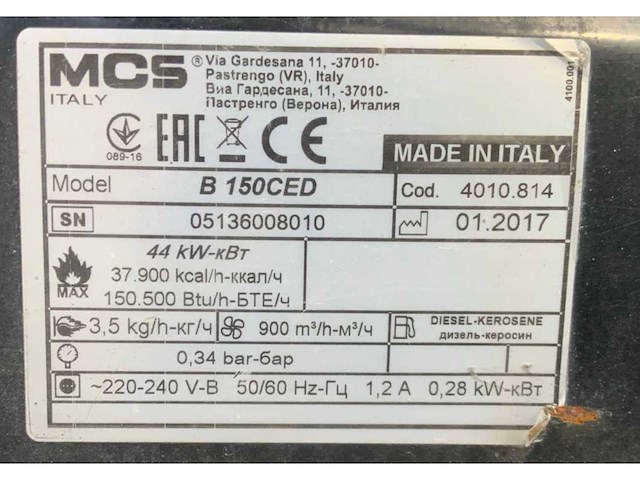 MCS ®
ITALY
Via Gardesana 11, -37010-
Pastrengo (VR), Italy
Виа Гардесана, 11, -37010-
Пастренго (Верона), Италия
4100.001
089-16
EAC
CE
MADE IN ITALY
Model B 150CED Cod. 4010.814
SN 05136008010 01.2017
MAX
44 kW-кВт
37.900 kcal/h-ккал/ч
150.500 Btu/h-БТЕ/ч
3,5 kg/h-кг/ч 900 m³/h-м³/ч DIESEL-KEROSENE
дизель-керосин
0,34 bar-бар
~220-240 V-В 50/60 Hz-Гц 1,2 A 0,28 kW-кВт